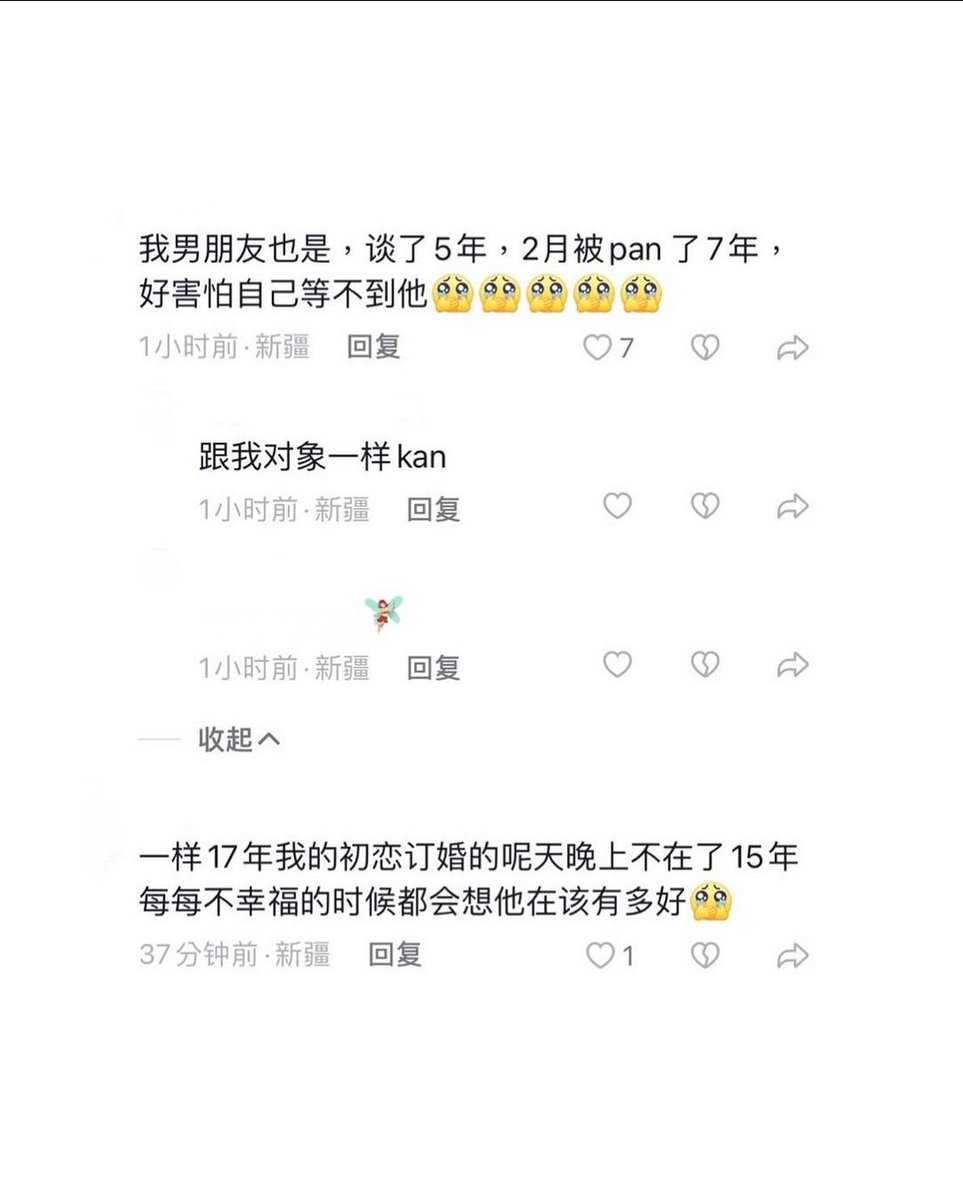 我男朋友也是，谈了5年，2月被pan了7年，
好害怕自己等不到他🥹🥹🥹🥹🥹
1小时前·新疆 回复 7
跟我对象一样kan
1小时前·新疆 回复
1小时前·新疆 回复
收起
一样17年我的初恋订婚的呢天晚上不在了15年
每每不幸福的时候都会想他在该有多好🥹
37分钟前·新疆 回复 1